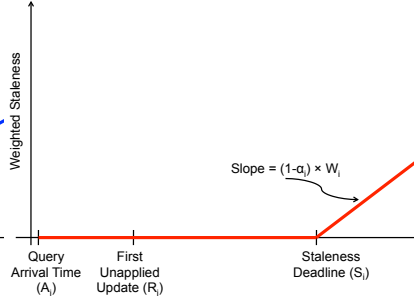 Weighted Staleness
Slope = (1-αᵢ) × Wᵢ
Query
Arrival Time
(Aᵢ)
First
Unapplied
Update (Rᵢ)
Staleness
Deadline (Sᵢ)